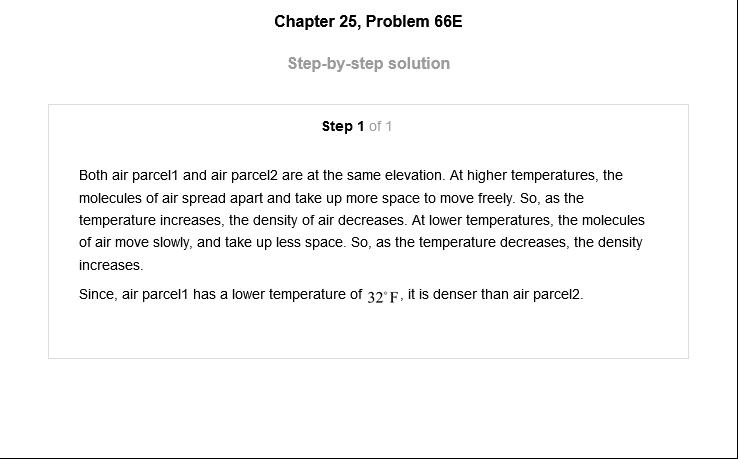 Chapter 25, Problem 66E
Step-by-step solution
Step 1 of 1
Both air parcel1 and air parcel2 are at the same elevation. At higher temperatures, the
molecules of air spread apart and take up more space to move freely. So, as the
temperature increases, the density of air decreases. At lower temperatures, the molecules
of air move slowly, and take up less space. So, as the temperature decreases, the density
increases.
Since, air parcel1 has a lower temperature of 32°F, it is denser than air parcel2.